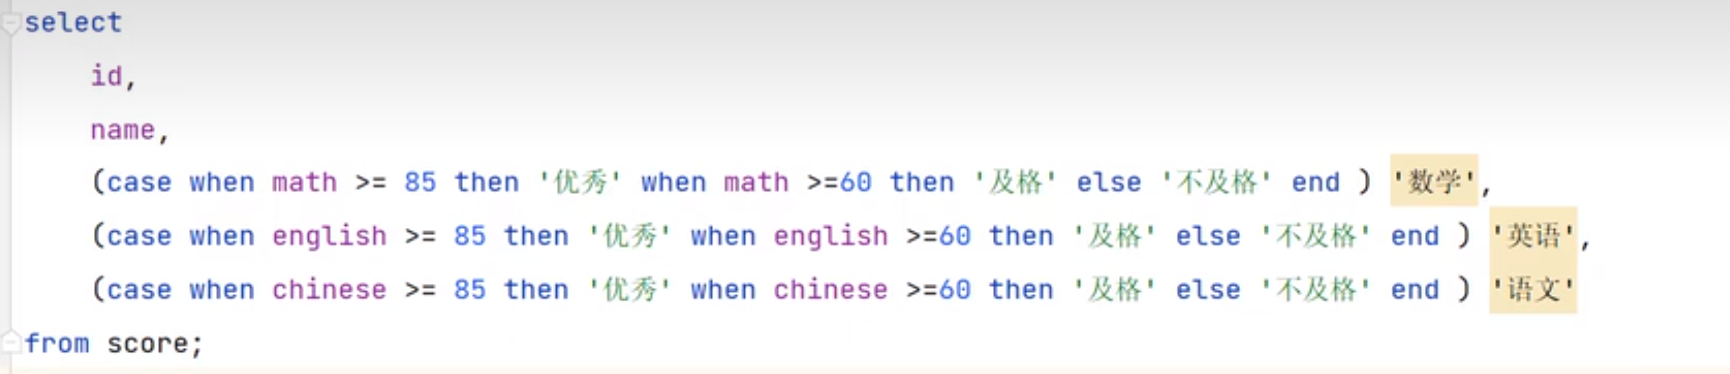 select
id,
name,
(case when math >= 85 then '优秀' when math >=60 then '及格' else '不及格' end ) '数学',
(case when english >= 85 then '优秀' when english >=60 then '及格' else '不及格' end ) '英语',
(case when chinese >= 85 then '优秀' when chinese >=60 then '及格' else '不及格' end ) '语文'
from score;